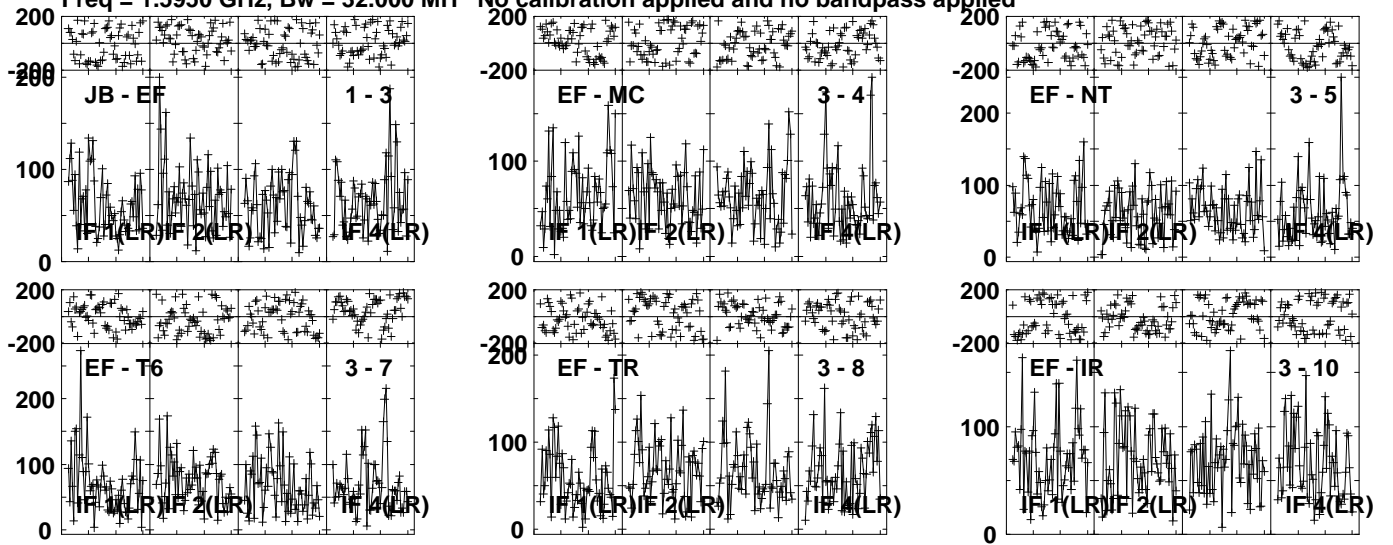 Freq = 1.5950 GHz, Bw = 32.000 MH No calibration applied and no bandpass applied
200
-200
200
JB - EF 1 - 3
100
IF 1(LR) IF 2(LR) IF 4(LR)
0
200
-200
EF - MC 3 - 4
100
IF 1(LR) IF 2(LR) IF 4(LR)
0
200
-200
EF - NT 3 - 5
200
100
IF 1(LR) IF 2(LR) IF 4(LR)
0
200
-200
EF - T6 3 - 7
200
100
IF 1(LR) IF 2(LR) IF 4(LR)
0
200
-200
200
EF - TR 3 - 8
100
IF 1(LR) IF 2(LR) IF 4(LR)
0
200
-200
EF - IR 3 - 10
100
IF 1(LR) IF 2(LR) IF 4(LR)
0